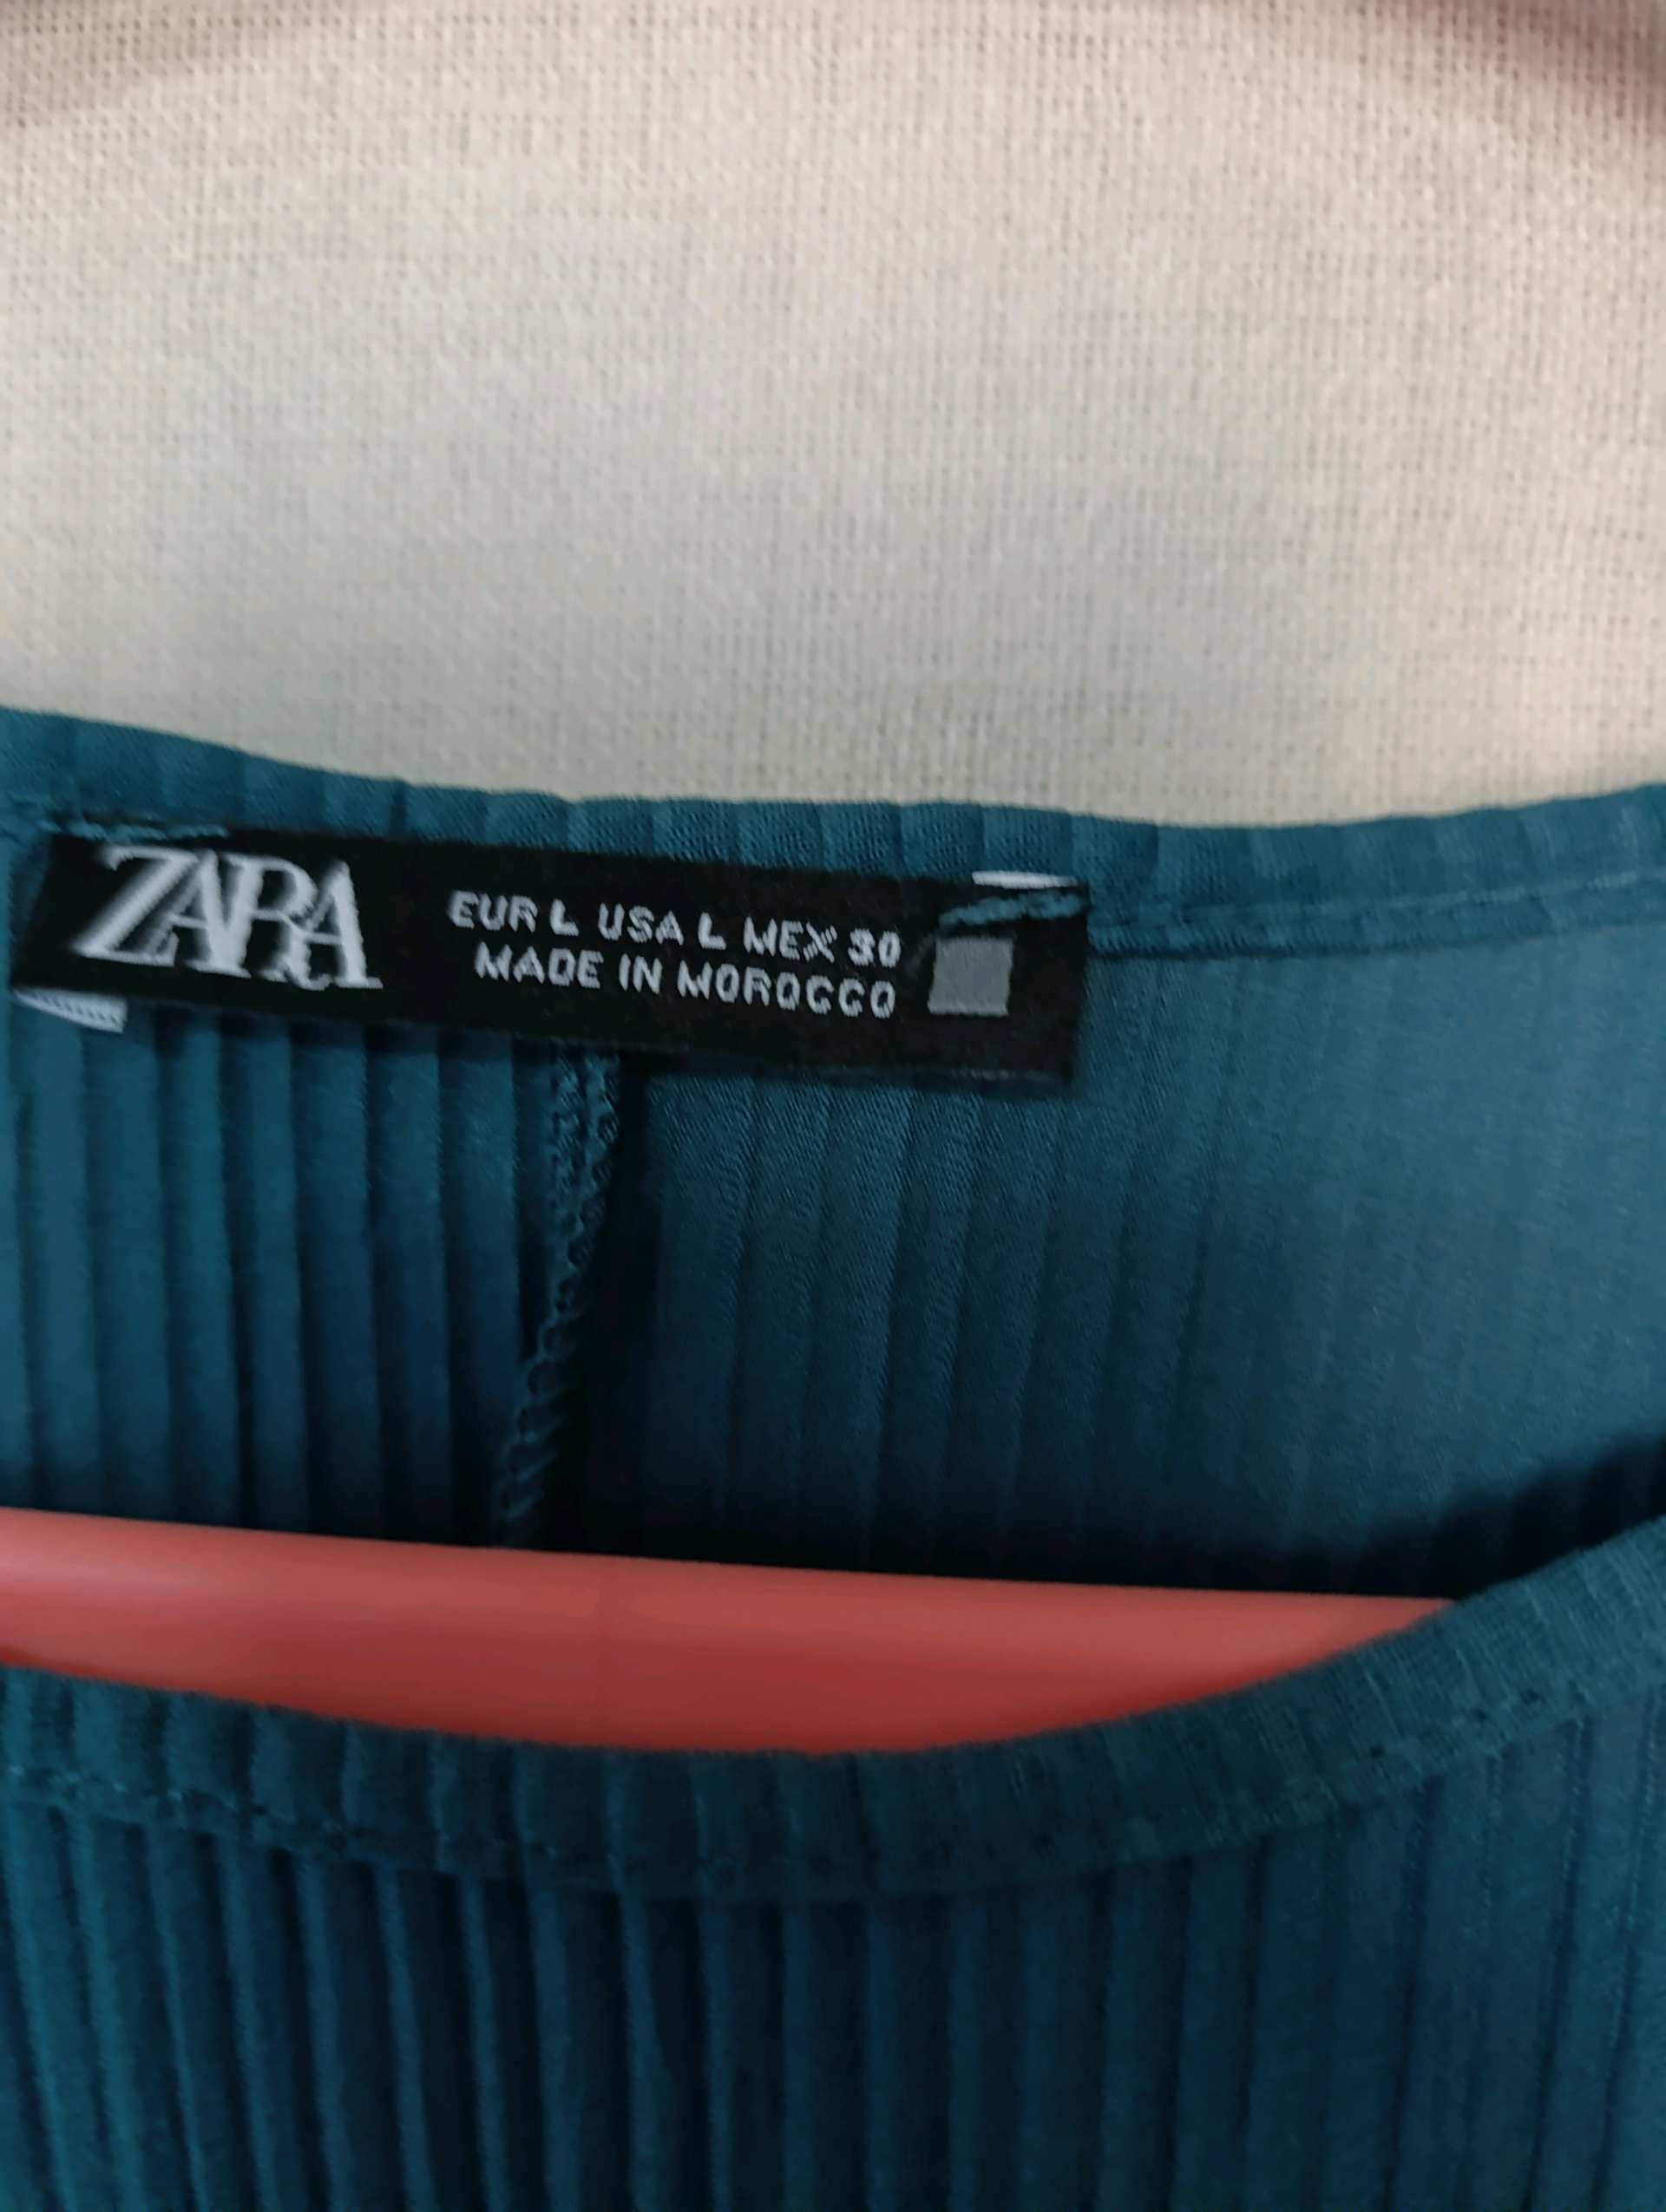 ZARA
EUR L USA L MEX 30
MADE IN MOROCCO